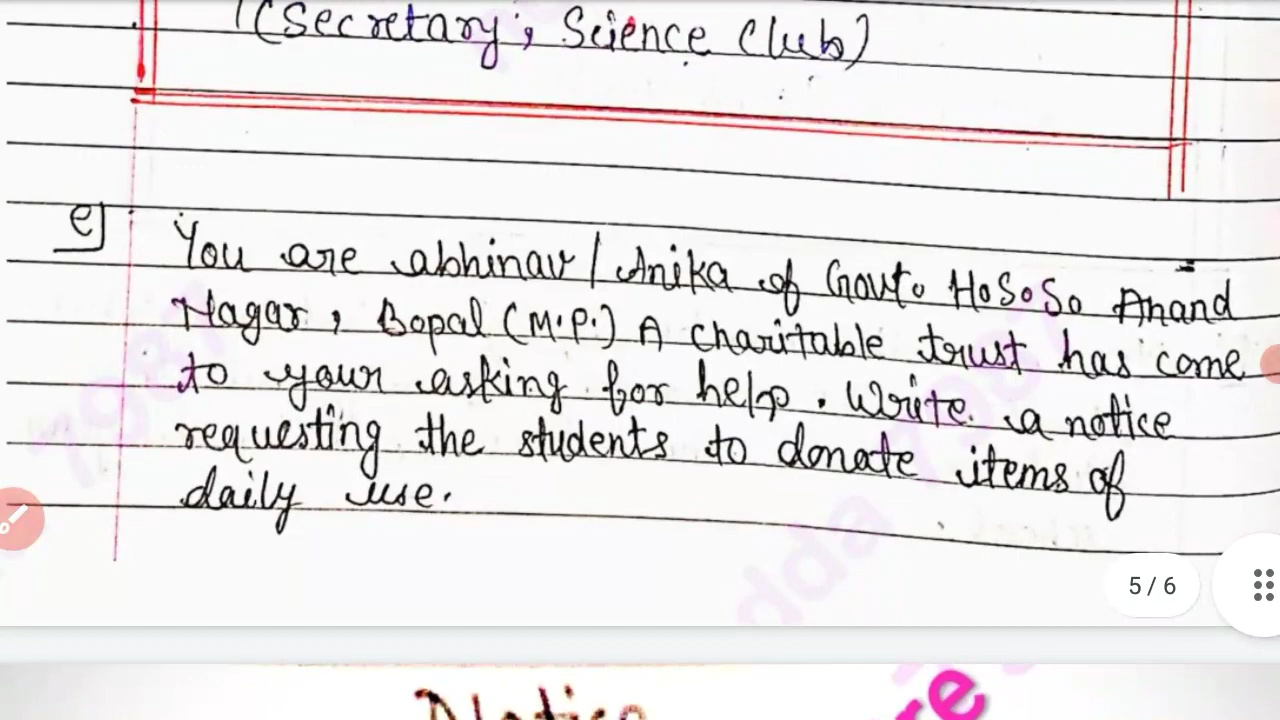 (Secretary, Science Club)
e] You are abhinav / Anika of Govt. H.S.S. Anand
Nagar, Bopal (M.P.) A charitable trust has come
to your asking for help. Write a notice
requesting the students to donate items of
daily use.
5 / 6
Notice